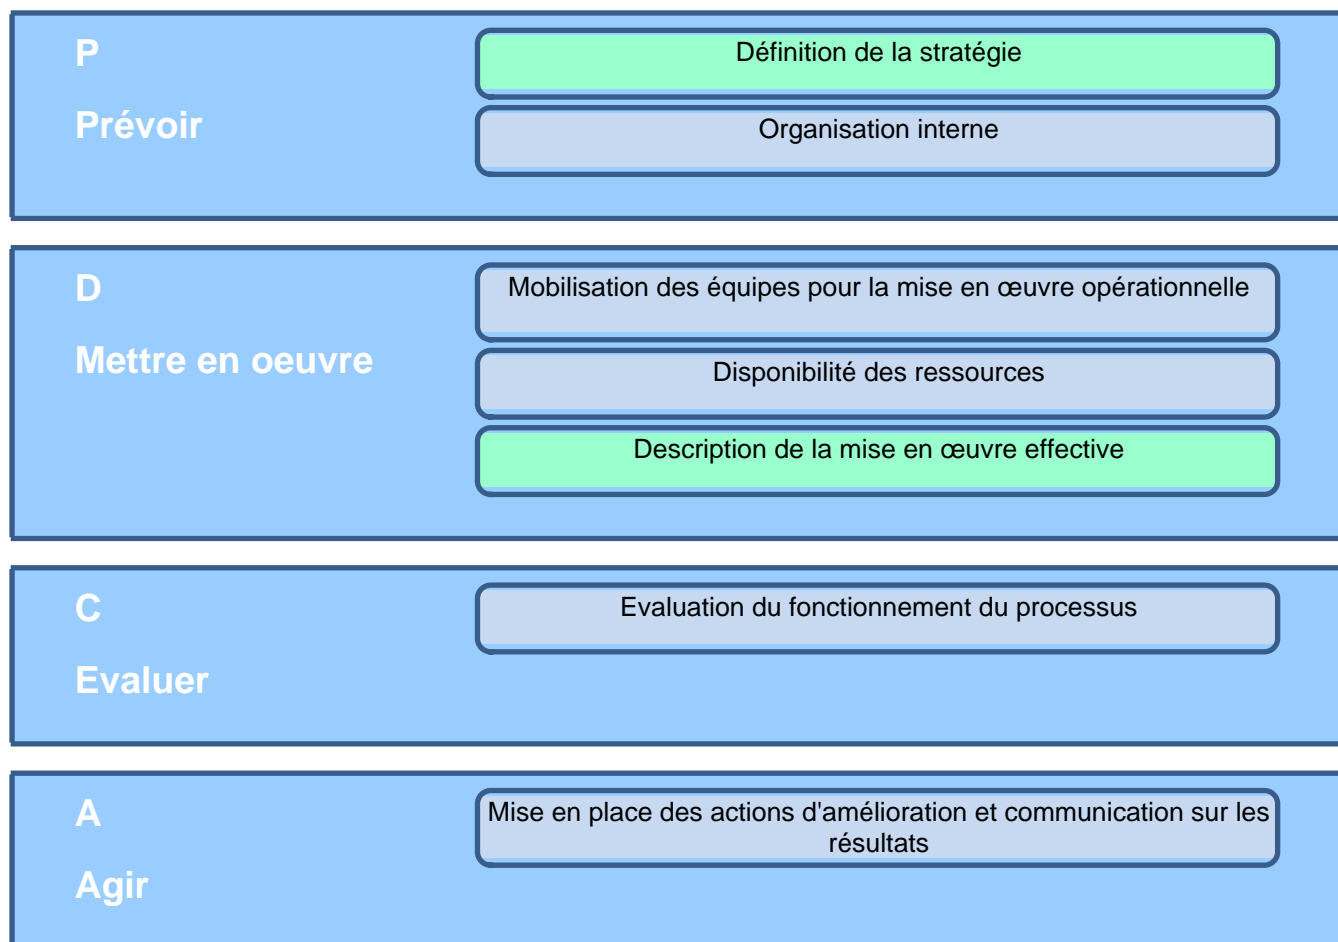 P
Prévoir
Définition de la stratégie
Organisation interne
D
Mettre en oeuvre
Mobilisation des équipes pour la mise en œuvre opérationnelle
Disponibilité des ressources
Description de la mise en œuvre effective
C
Evaluer
Evaluation du fonctionnement du processus
A
Agir
Mise en place des actions d'amélioration et communication sur les
résultats